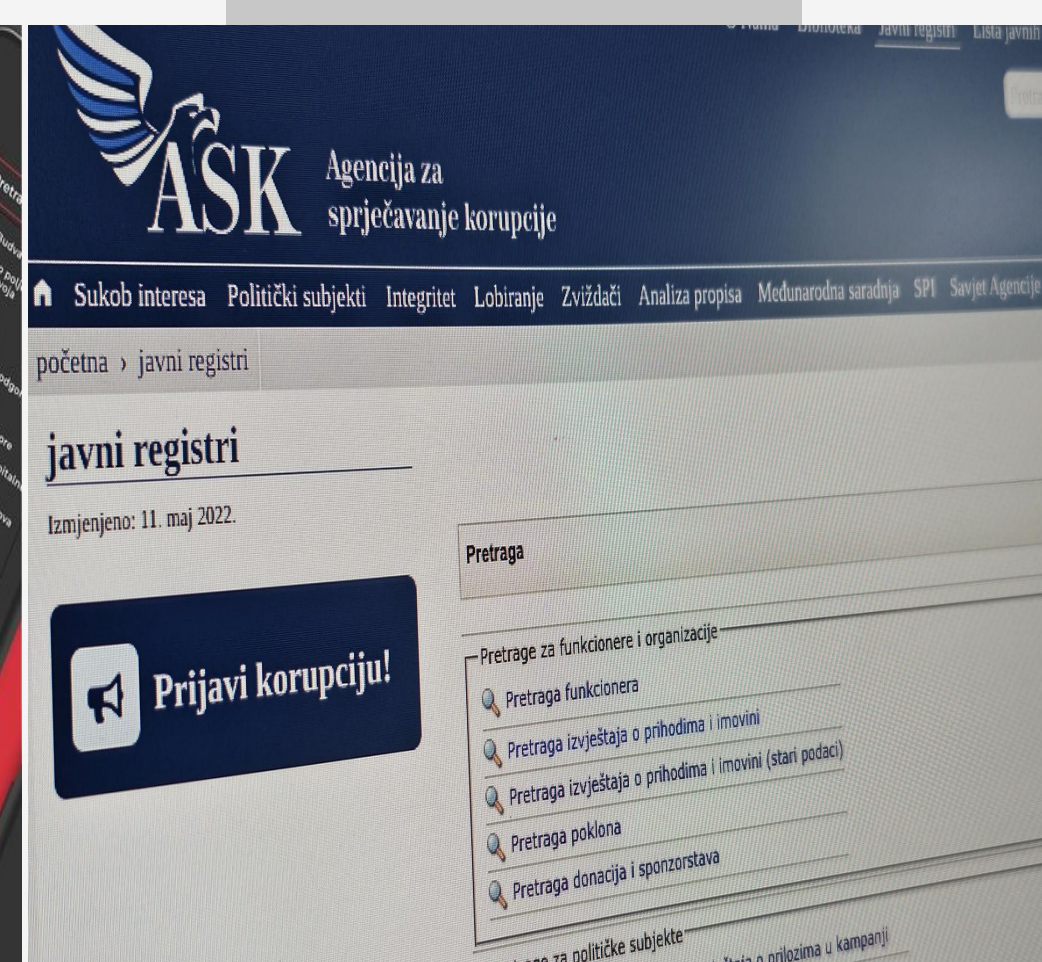 Biblioteka Javni registri Lista javnih
ASK
Agencija za
sprječavanje korupcije
Sukob interesa Politički subjekti Integritet Lobiranje Zviždači Analiza propisa Međunarodna saradnja SPI Savjet Agencije
početna › javni registri
javni registri
Izmjenjeno: 11. maj 2022.
Pretraga
Prijavi korupciju!
Pretrage za funkcionere i organizacije
Pretraga funkcionera
Pretraga izvještaja o prihodima i imovini
Pretraga izvještaja o prihodima i imovini (stari podaci)
Pretraga poklona
Pretraga donacija i sponzorstava
za političke subjekte
o prilozima u kampanji